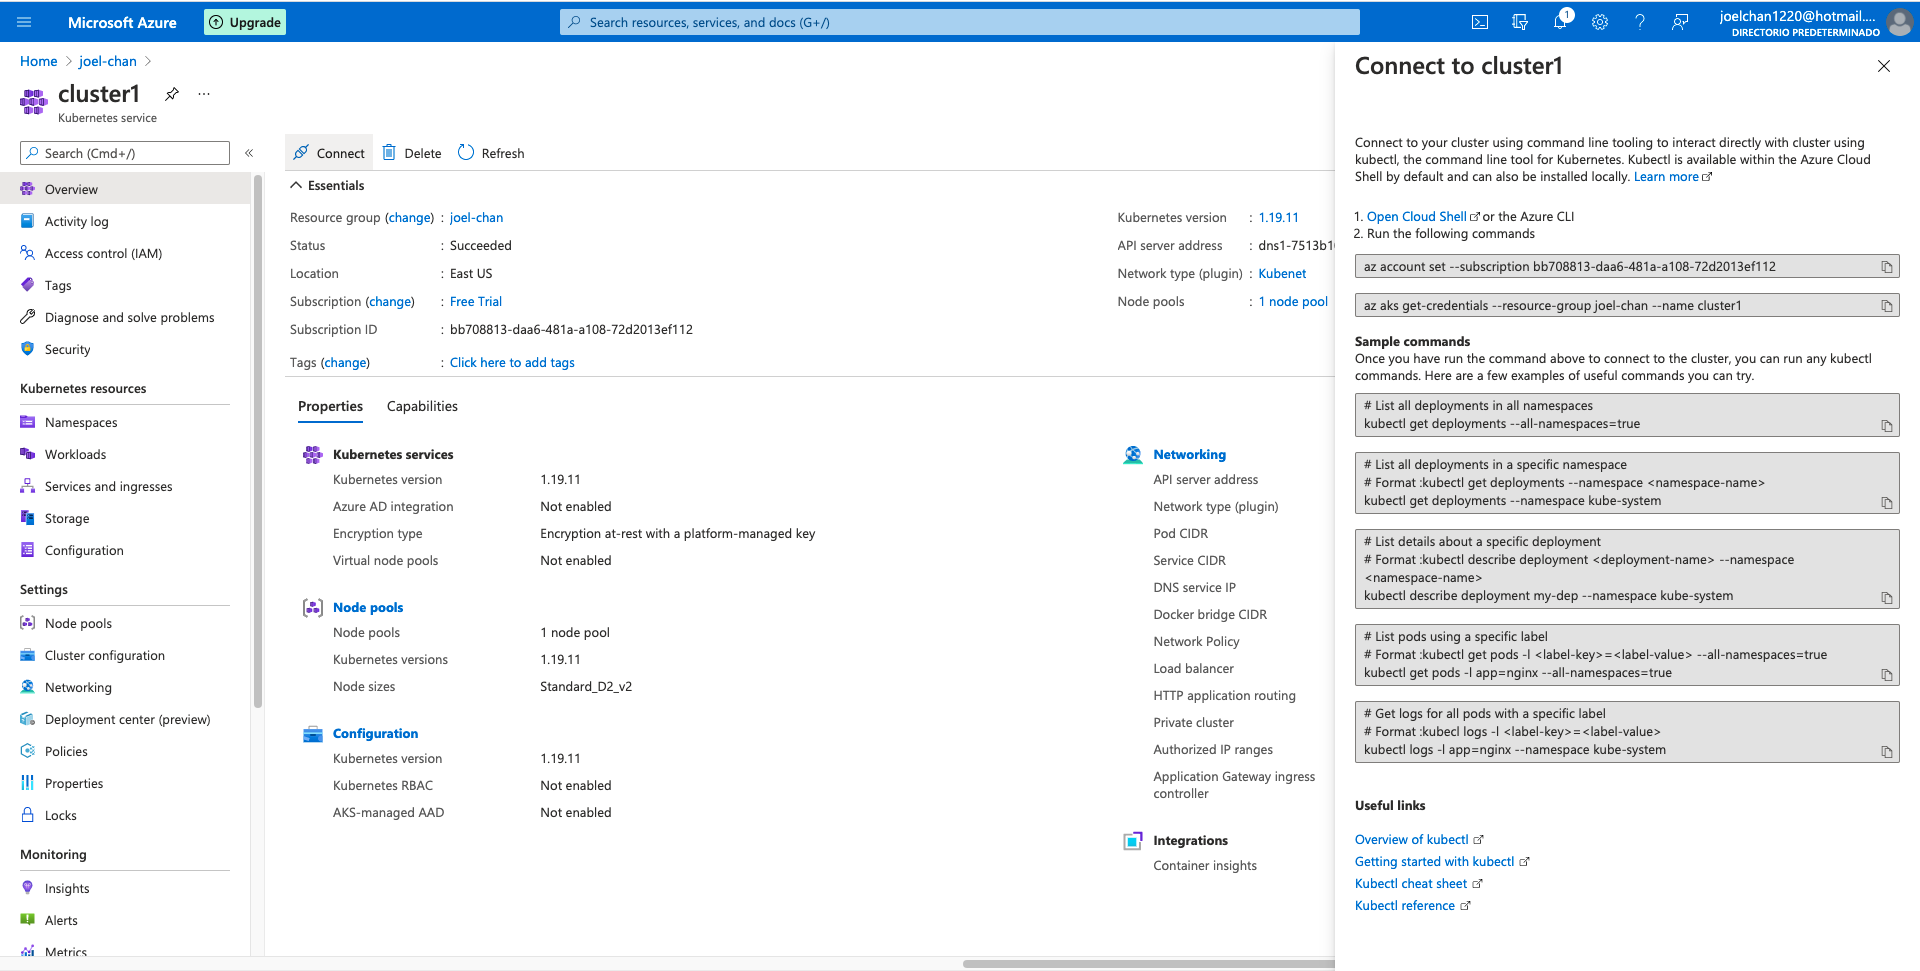 Microsoft Azure
Upgrade
Search resources, services, and docs (G+/)
1
joelchan1220@hotmail....
DIRECTORIO PREDETERMINADO
Home > joel-chan >
cluster1
Kubernetes service
Search (Cmd+/)
Overview
Activity log
Access control (IAM)
Tags
Diagnose and solve problems
Security
Kubernetes resources
Namespaces
Workloads
Services and ingresses
Storage
Configuration
Settings
Node pools
Cluster configuration
Networking
Deployment center (preview)
Policies
Properties
Locks
Monitoring
Insights
Alerts
Metrics
Connect
Delete
Refresh
Essentials
Resource group (change) : joel-chan
Status : Succeeded
Location : East US
Subscription (change) : Free Trial
Subscription ID : bb708813-daa6-481a-a108-72d2013ef112
Tags (change) : Click here to add tags
Kubernetes version : 1.19.11
API server address : dns1-7513b1
Network type (plugin) : Kubenet
Node pools : 1 node pool
Properties
Capabilities
Kubernetes services
Kubernetes version 1.19.11
Azure AD integration Not enabled
Encryption type Encryption at-rest with a platform-managed key
Virtual node pools Not enabled
Node pools
Node pools 1 node pool
Kubernetes versions 1.19.11
Node sizes Standard_D2_v2
Configuration
Kubernetes version 1.19.11
Kubernetes RBAC Not enabled
AKS-managed AAD Not enabled
Networking
API server address
Network type (plugin)
Pod CIDR
Service CIDR
DNS service IP
Docker bridge CIDR
Network Policy
Load balancer
HTTP application routing
Private cluster
Authorized IP ranges
Application Gateway ingress
controller
Integrations
Container insights
Connect to cluster1
Connect to your cluster using command line tooling to interact directly with cluster using
kubectl, the command line tool for Kubernetes. Kubectl is available within the Azure Cloud
Shell by default and can also be installed locally. Learn more
1. Open Cloud Shell or the Azure CLI
2. Run the following commands
az account set --subscription bb708813-daa6-481a-a108-72d2013ef112
az aks get-credentials --resource-group joel-chan --name cluster1
Sample commands
Once you have run the command above to connect to the cluster, you can run any kubectl
commands. Here are a few examples of useful commands you can try.
# List all deployments in all namespaces
kubectl get deployments --all-namespaces=true
# List all deployments in a specific namespace
# Format :kubectl get deployments --namespace <namespace-name>
kubectl get deployments --namespace kube-system
# List details about a specific deployment
# Format :kubectl describe deployment <deployment-name> --namespace
<namespace-name>
kubectl describe deployment my-dep --namespace kube-system
# List pods using a specific label
# Format :kubectl get pods -l <label-key>=<label-value> --all-namespaces=true
kubectl get pods -l app=nginx --all-namespaces=true
# Get logs for all pods with a specific label
# Format :kubecl logs -l <label-key>=<label-value>
kubectl logs -l app=nginx --namespace kube-system
Useful links
Overview of kubectl
Getting started with kubectl
Kubectl cheat sheet
Kubectl reference